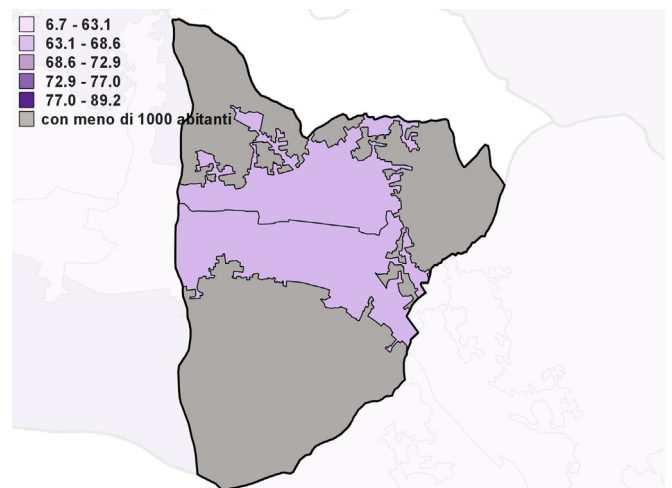 6.7 - 63.1
63.1 - 68.6
68.6 - 72.9
72.9 - 77.0
77.0 - 89.2
con meno di 1000 abitanti